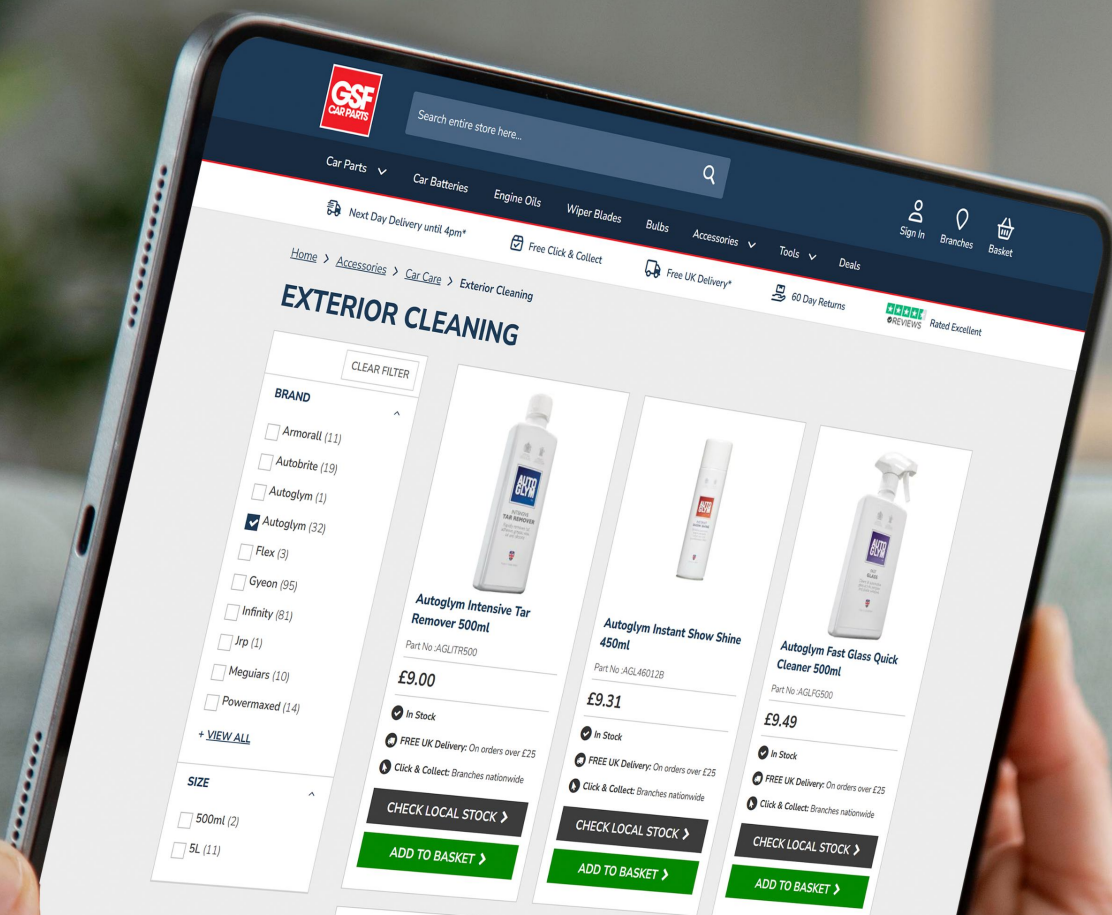 GSF
CAR PARTS
Search entire store here...
Sign In
Branches
Basket
Car Parts
Car Batteries
Engine Oils
Wiper Blades
Bulbs
Accessories
Tools
Deals
Next Day Delivery until 4pm*
Free Click & Collect
Free UK Delivery*
60 Day Returns
REVIEWS
Rated Excellent
Home > Accessories > Car Care > Exterior Cleaning
EXTERIOR CLEANING
CLEAR FILTER
BRAND
Armorall (11)
Autobrite (19)
Autoglym (1)
Autoglym (32)
Flex (3)
Gyeon (95)
Infinity (81)
Jrp (1)
Meguiars (10)
Powermaxed (14)
+ VIEW ALL
SIZE
500ml (2)
5L (11)
AUTO
GLYM
INTENSIVE
TAR REMOVER
Autoglym Intensive Tar
Remover 500ml
Part No :AGLITR500
£9.00
In Stock
FREE UK Delivery: On orders over £25
Click & Collect: Branches nationwide
CHECK LOCAL STOCK >
ADD TO BASKET >
AUTO
GLYM
Autoglym Instant Show Shine
450ml
Part No :AGL46012B
£9.31
In Stock
FREE UK Delivery: On orders over £25
Click & Collect: Branches nationwide
CHECK LOCAL STOCK >
ADD TO BASKET >
AUTO
GLYM
FAST
GLASS
Autoglym Fast Glass Quick
Cleaner 500ml
Part No :AGLFG500
£9.49
In Stock
FREE UK Delivery: On orders over £25
Click & Collect: Branches nationwide
CHECK LOCAL STOCK >
ADD TO BASKET >